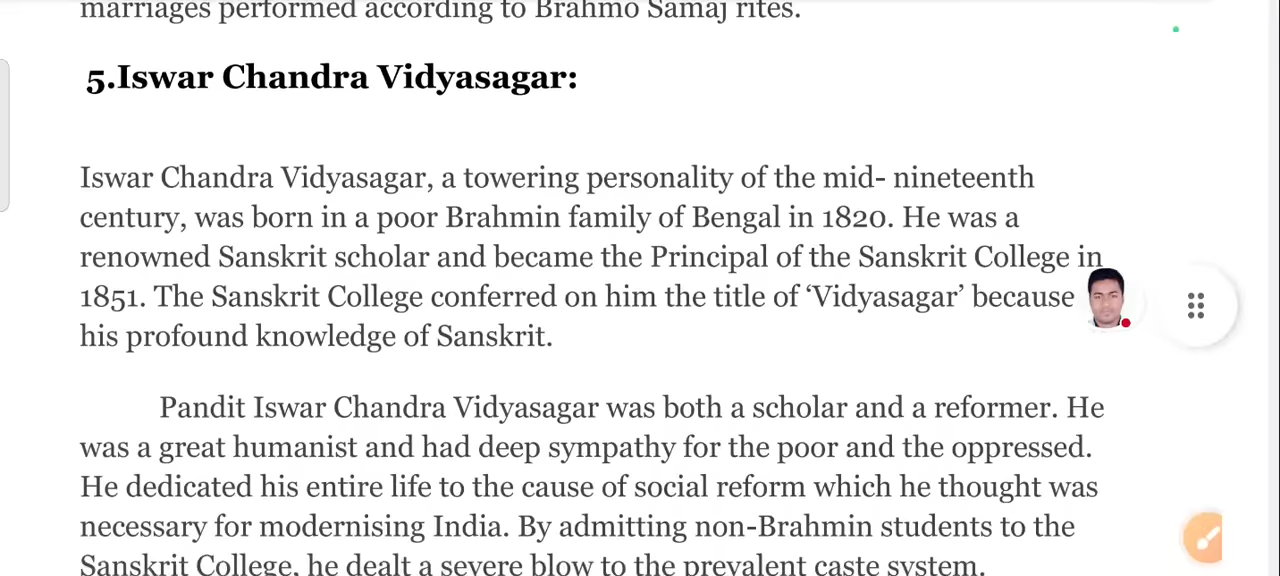 marriages performed according to Brahmo Samaj rites.
5.Iswar Chandra Vidyasagar:
Iswar Chandra Vidyasagar, a towering personality of the mid- nineteenth
century, was born in a poor Brahmin family of Bengal in 1820. He was a
renowned Sanskrit scholar and became the Principal of the Sanskrit College in
1851. The Sanskrit College conferred on him the title of ‘Vidyasagar’ because
his profound knowledge of Sanskrit.
Pandit Iswar Chandra Vidyasagar was both a scholar and a reformer. He
was a great humanist and had deep sympathy for the poor and the oppressed.
He dedicated his entire life to the cause of social reform which he thought was
necessary for modernising India. By admitting non-Brahmin students to the
Sanskrit College, he dealt a severe blow to the prevalent caste system.